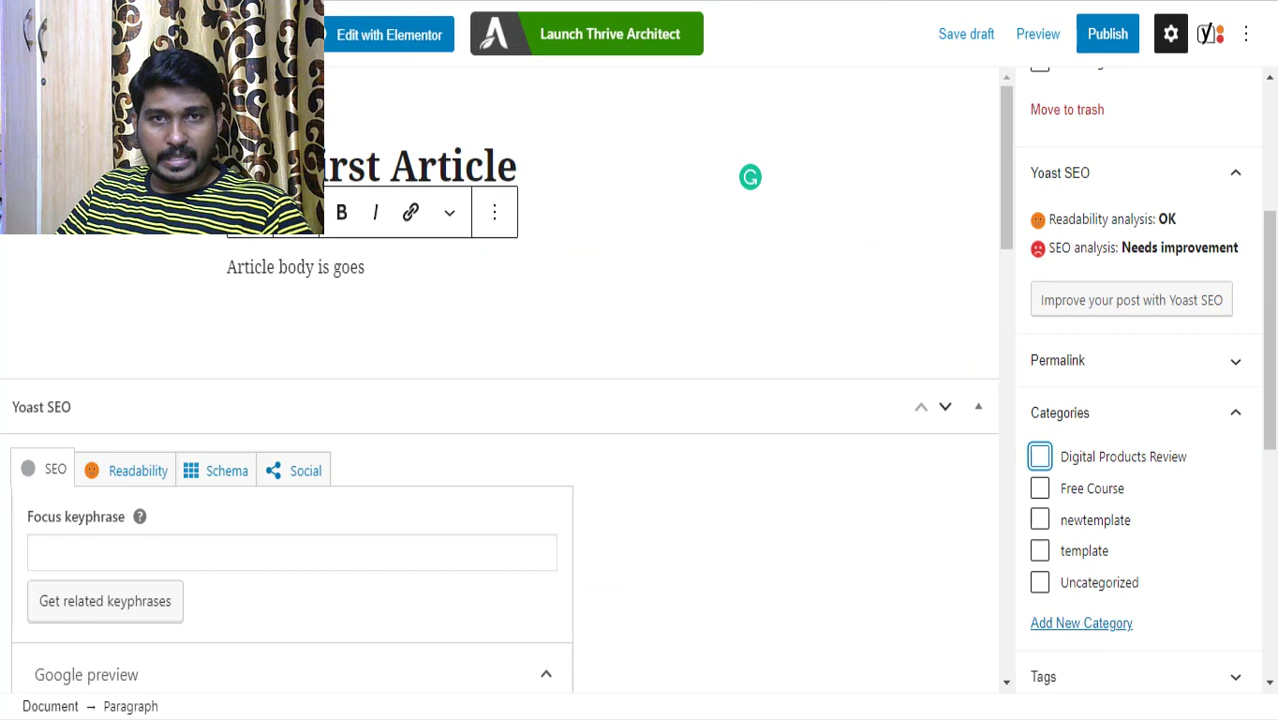 Edit with Elementor
Launch Thrive Architect
Save draft
Preview
Publish
Move to trash
irst Article
B I
Article body is goes
Yoast SEO
Readability analysis: OK
SEO analysis: Needs improvement
Improve your post with Yoast SEO
Permalink
Categories
Digital Products Review
Free Course
newtemplate
template
Uncategorized
Add New Category
Tags
Yoast SEO
SEO
Readability
Schema
Social
Focus keyphrase ?
Get related keyphrases
Google preview
Document → Paragraph